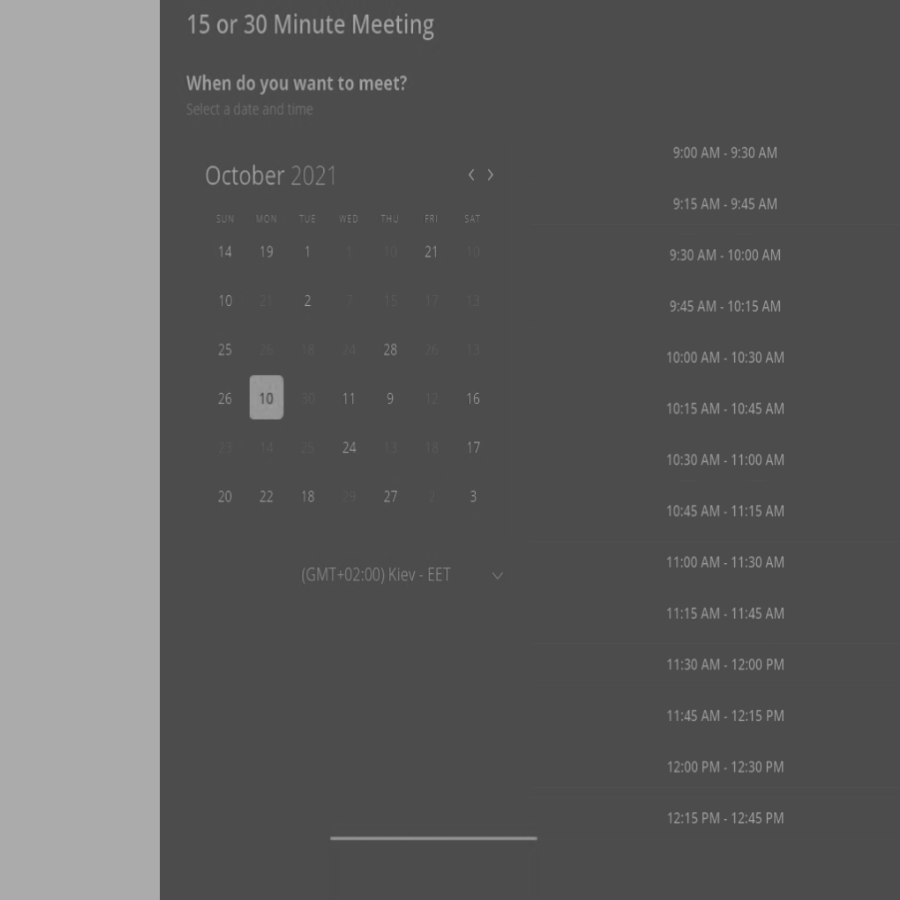 15 or 30 Minute Meeting
When do you want to meet?
Select a date and time
October 2021
SUN MON TUE WED THU FRI SAT
14 19 1 1 10 21 10
10 21 2 7 15 17 13
25 26 18 24 28 26 13
26 10 30 11 9 12 16
23 14 25 24 13 18 17
20 22 18 29 27 2 3
(GMT+02:00) Kiev - EET
9:00 AM - 9:30 AM
9:15 AM - 9:45 AM
9:30 AM - 10:00 AM
9:45 AM - 10:15 AM
10:00 AM - 10:30 AM
10:15 AM - 10:45 AM
10:30 AM - 11:00 AM
10:45 AM - 11:15 AM
11:00 AM - 11:30 AM
11:15 AM - 11:45 AM
11:30 AM - 12:00 PM
11:45 AM - 12:15 PM
12:00 PM - 12:30 PM
12:15 PM - 12:45 PM